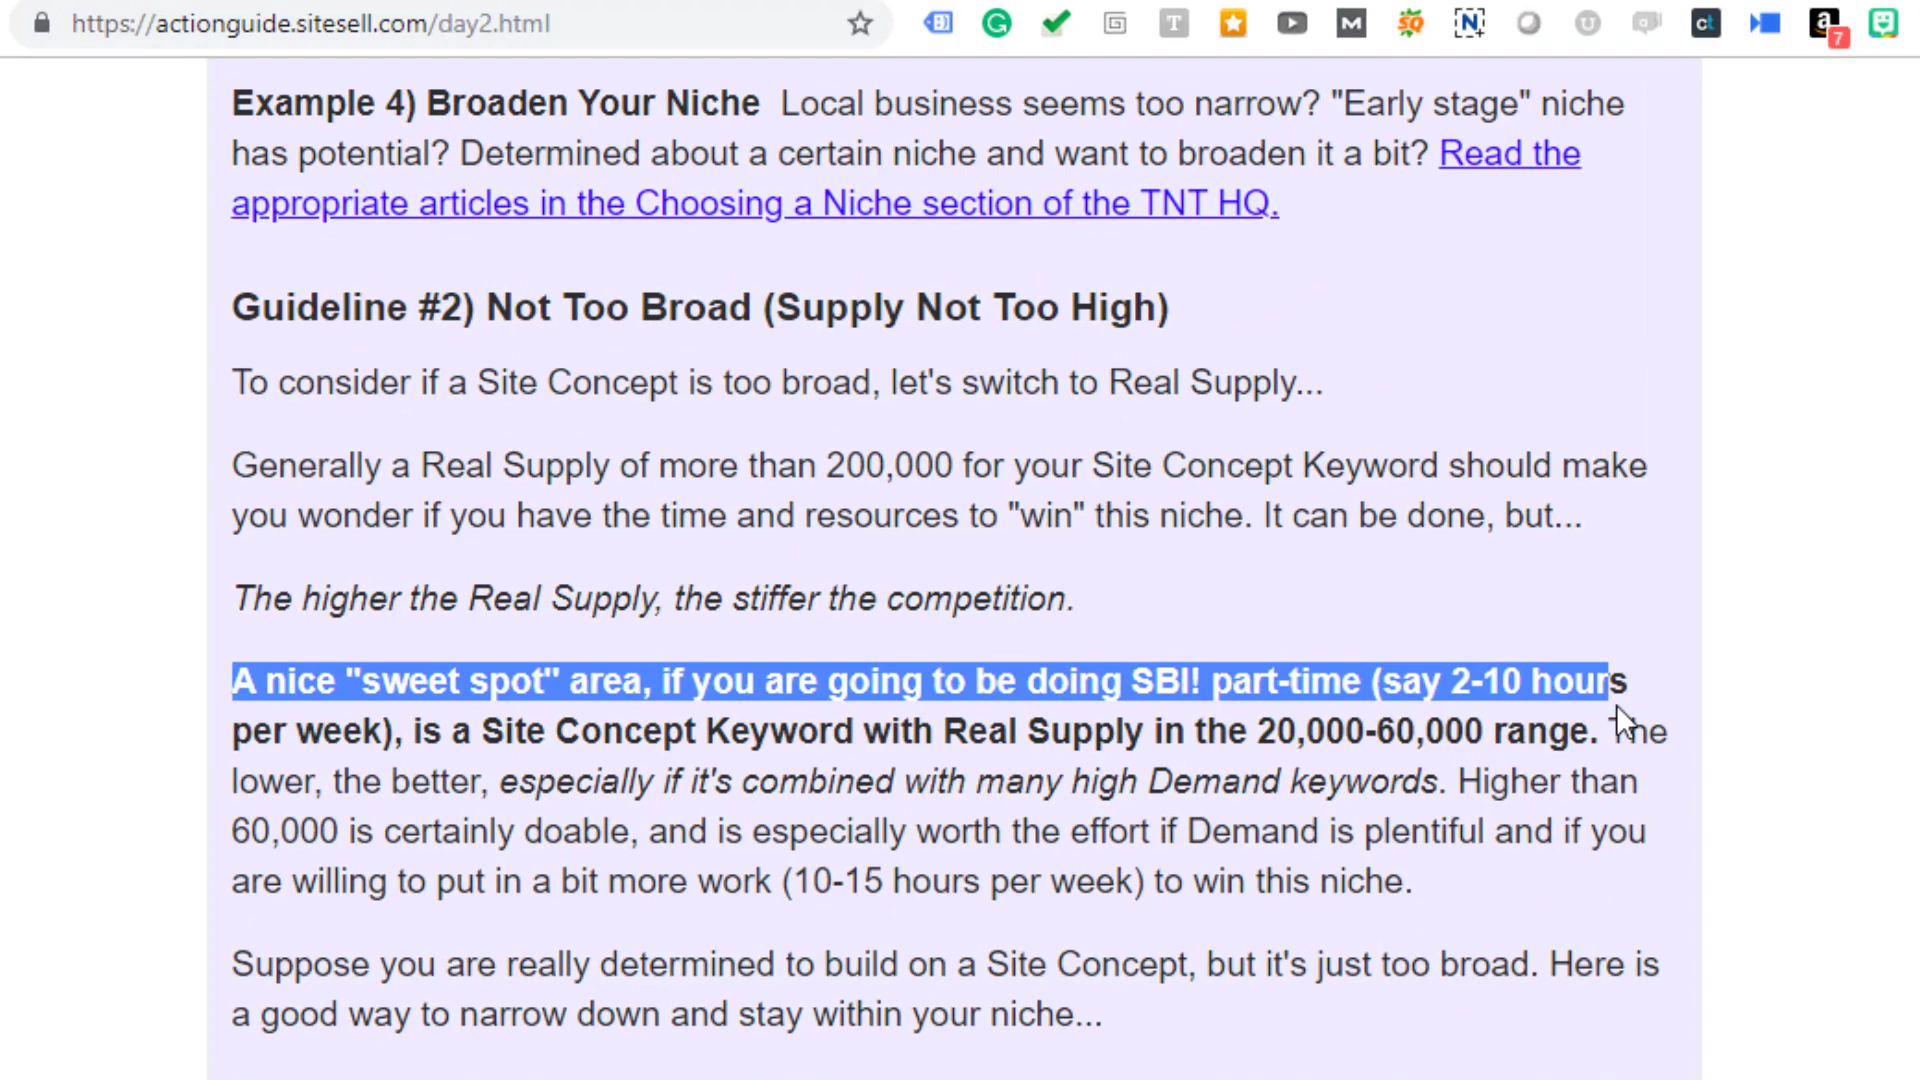 https://actionguide.sitesell.com/day2.html
T
M
SQ
N
ct
a
7
Example 4) Broaden Your Niche Local business seems too narrow? "Early stage" niche
has potential? Determined about a certain niche and want to broaden it a bit? Read the
appropriate articles in the Choosing a Niche section of the TNT HQ.
Guideline #2) Not Too Broad (Supply Not Too High)
To consider if a Site Concept is too broad, let's switch to Real Supply...
Generally a Real Supply of more than 200,000 for your Site Concept Keyword should make
you wonder if you have the time and resources to "win" this niche. It can be done, but...
The higher the Real Supply, the stiffer the competition.
A nice "sweet spot" area, if you are going to be doing SBI! part-time (say 2-10 hours
per week), is a Site Concept Keyword with Real Supply in the 20,000-60,000 range. The
lower, the better, especially if it's combined with many high Demand keywords. Higher than
60,000 is certainly doable, and is especially worth the effort if Demand is plentiful and if you
are willing to put in a bit more work (10-15 hours per week) to win this niche.
Suppose you are really determined to build on a Site Concept, but it's just too broad. Here is
a good way to narrow down and stay within your niche...